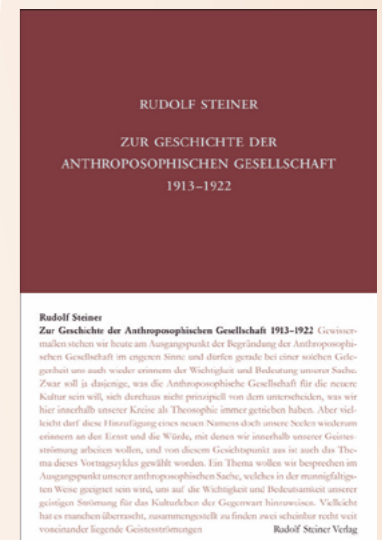 RUDOLF STEINER
ZUR GESCHICHTE DER
ANTHROPOSOPHISCHEN GESELLSCHAFT
1913–1922
Rudolf Steiner
Zur Geschichte der Anthroposophischen Gesellschaft 1913–1922 Gewisser-
maßen stehen wir heute am Ausgangspunkt der Begründung der Anthroposophi-
schen Gesellschaft im engeren Sinne und dürfen gerade bei einer solchen Gele-
genheit uns auch wieder erinnern der Wichtigkeit und Bedeutung unserer Sache.
Zwar soll ja dasjenige, was die Anthroposophische Gesellschaft für die neuere
Kultur sein will, sich durchaus nicht prinzipiell von dem unterscheiden, was wir
hier innerhalb unserer Kreise als Theosophie immer getrieben haben. Aber viel-
leicht darf diese Hinzufügung eines neuen Namens doch unsere Seelen wiederum
erinnern an den Ernst und die Würde, mit denen wir innerhalb unserer Geistes-
strömung arbeiten wollen, und von diesem Gesichtspunkt aus ist auch das The-
ma dieses Vortragszyklus gewählt worden. Ein Thema wollen wir besprechen im
Ausgangspunkt unserer anthroposophischen Sache, welches in der mannigfaltigs-
ten Weise geeignet sein wird, uns auf die Wichtigkeit und Bedeutsamkeit unserer
geistigen Strömung für das Kulturleben der Gegenwart hinzuweisen. Vielleicht
hat es manchen überrascht, zusammengestellt zu finden zwei scheinbar recht weit
voneinander liegende Geistesströmungen Rudolf Steiner Verlag